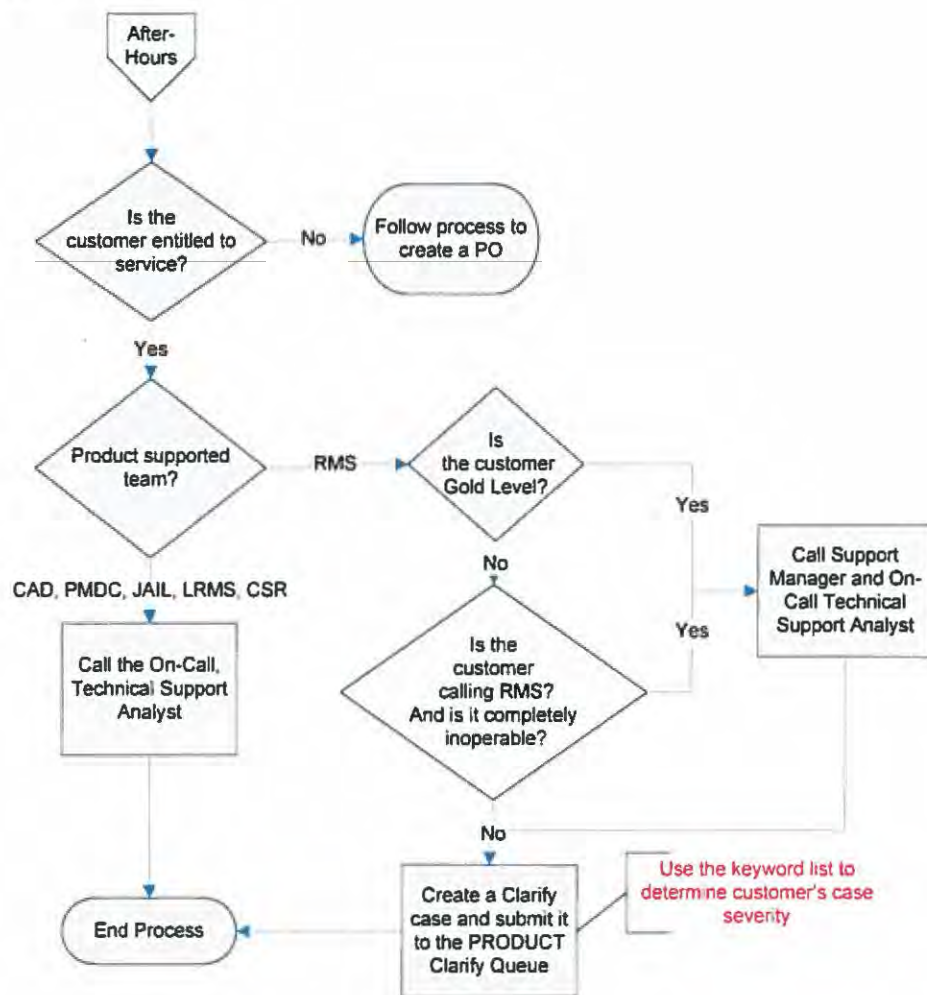 After-
Hours
Is the
customer entitled to
service?
No
Follow process to
create a PO
Yes
Product supported
team?
RMS
Is
the customer
Gold Level?
Yes
No
CAD, PMDC, JAIL, LRMS, CSR
Call the On-Call,
Technical Support
Analyst
Is the
customer
calling RMS?
And is it completely
inoperable?
Yes
Call Support
Manager and On-
Call Technical
Support Analyst
No
Create a Clarify
case and submit it
to the PRODUCT
Clarify Queue
Use the keyword list to
determine customer's case
severity
End Process